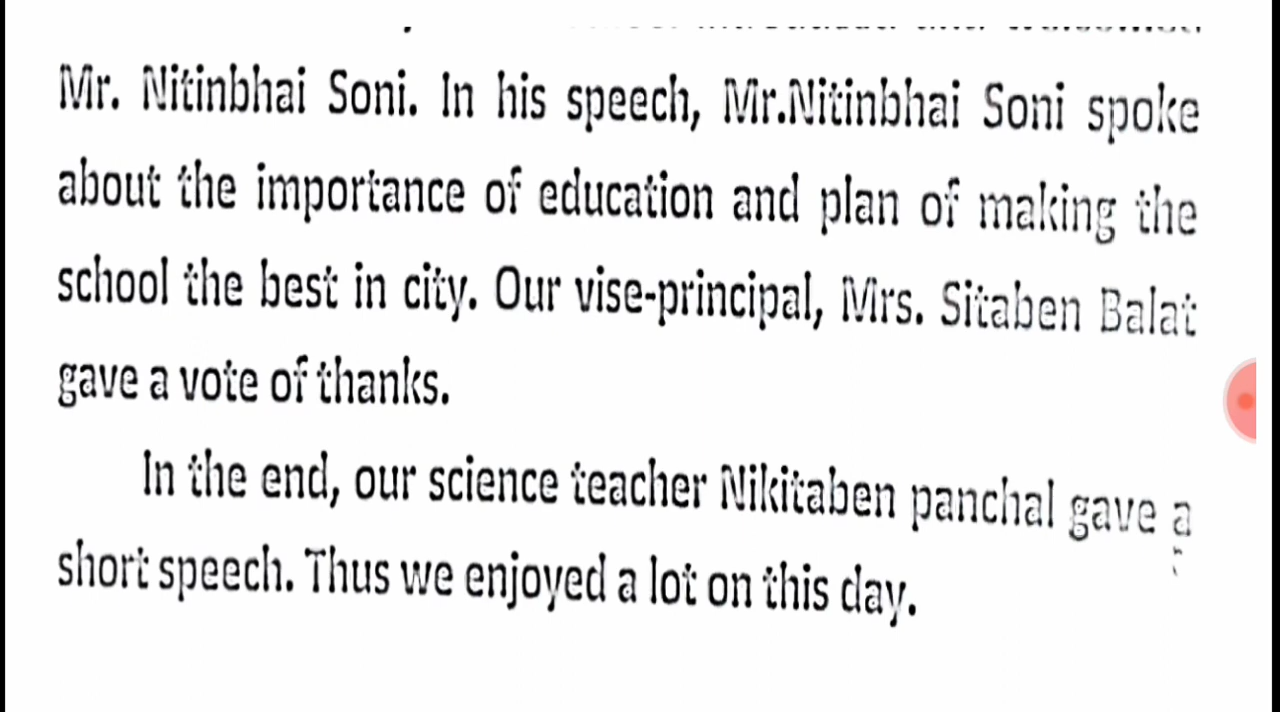 Mr. Nitinbhai Soni. In his speech, Mr.Nitinbhai Soni spoke
about the importance of education and plan of making the
school the best in city. Our vise-principal, Mrs. Sitaben Balat
gave a vote of thanks.
In the end, our science teacher Nikitaben panchal gave a
short speech. Thus we enjoyed a lot on this day.